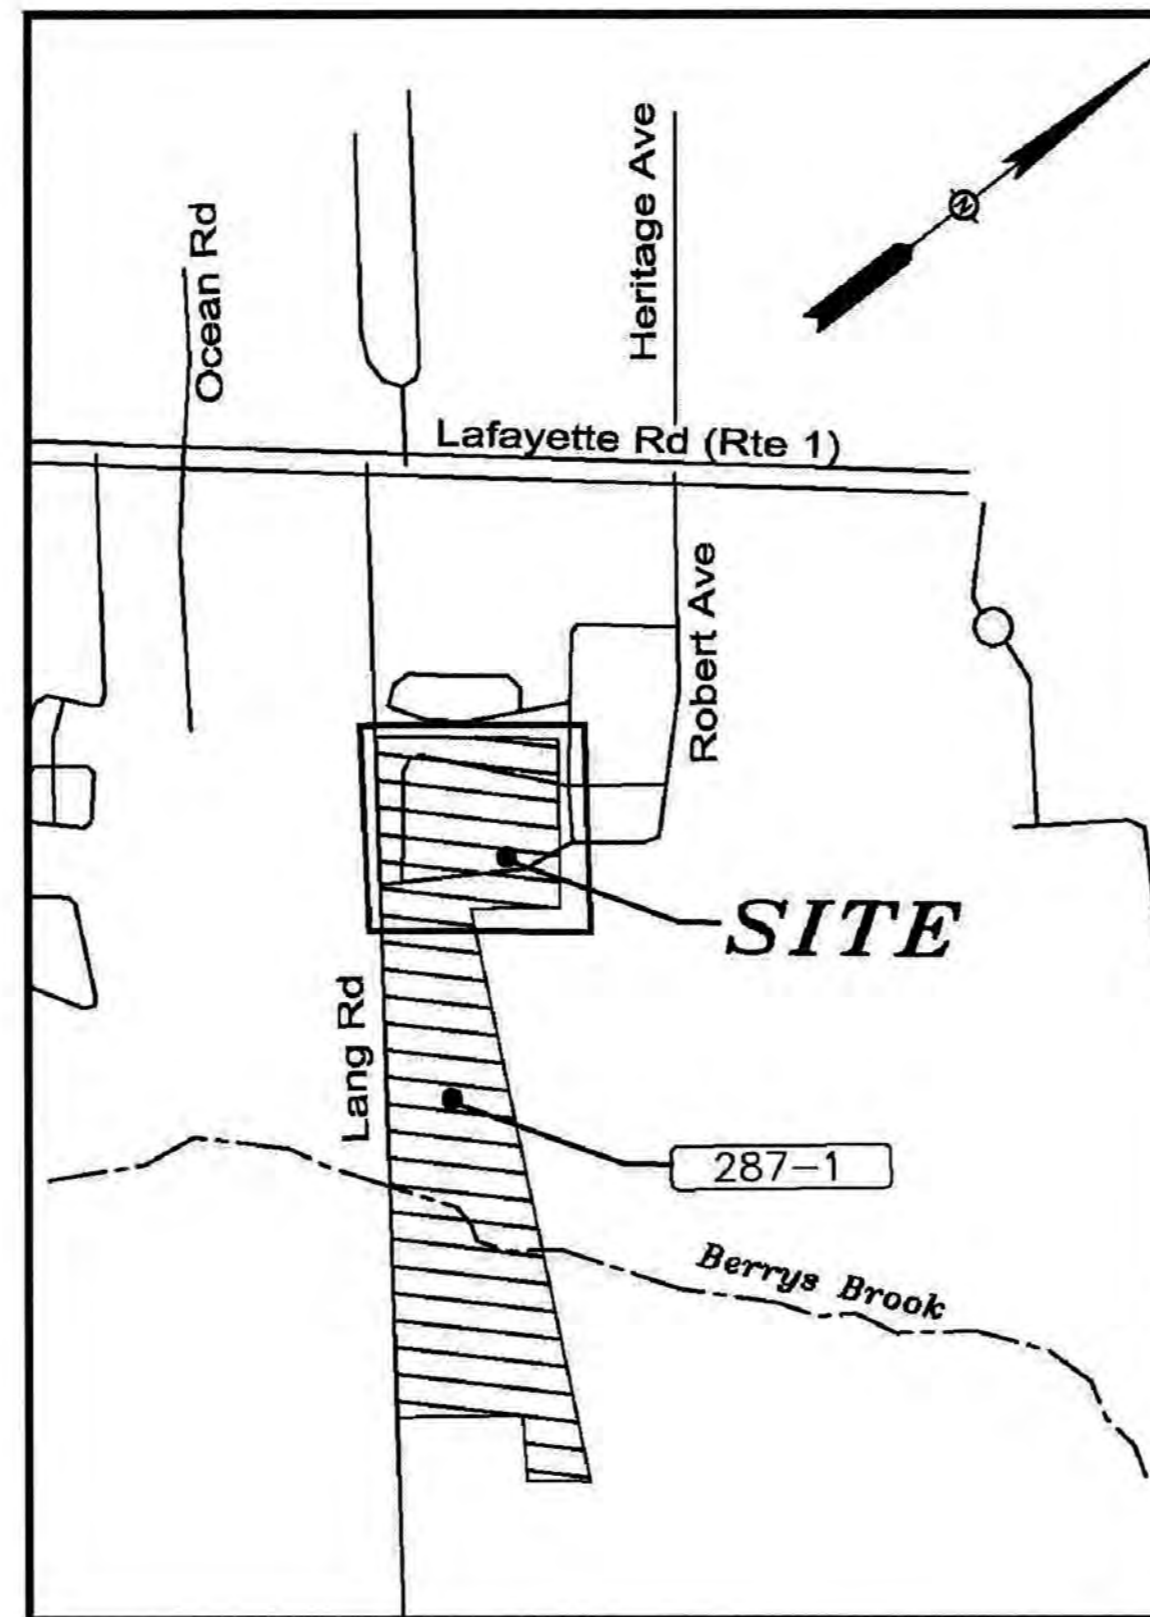 Ocean Rd
Heritage Ave
N
Lafayette Rd (Rte 1)
Robert Ave
SITE
Lang Rd
287-1
Berrys Brook